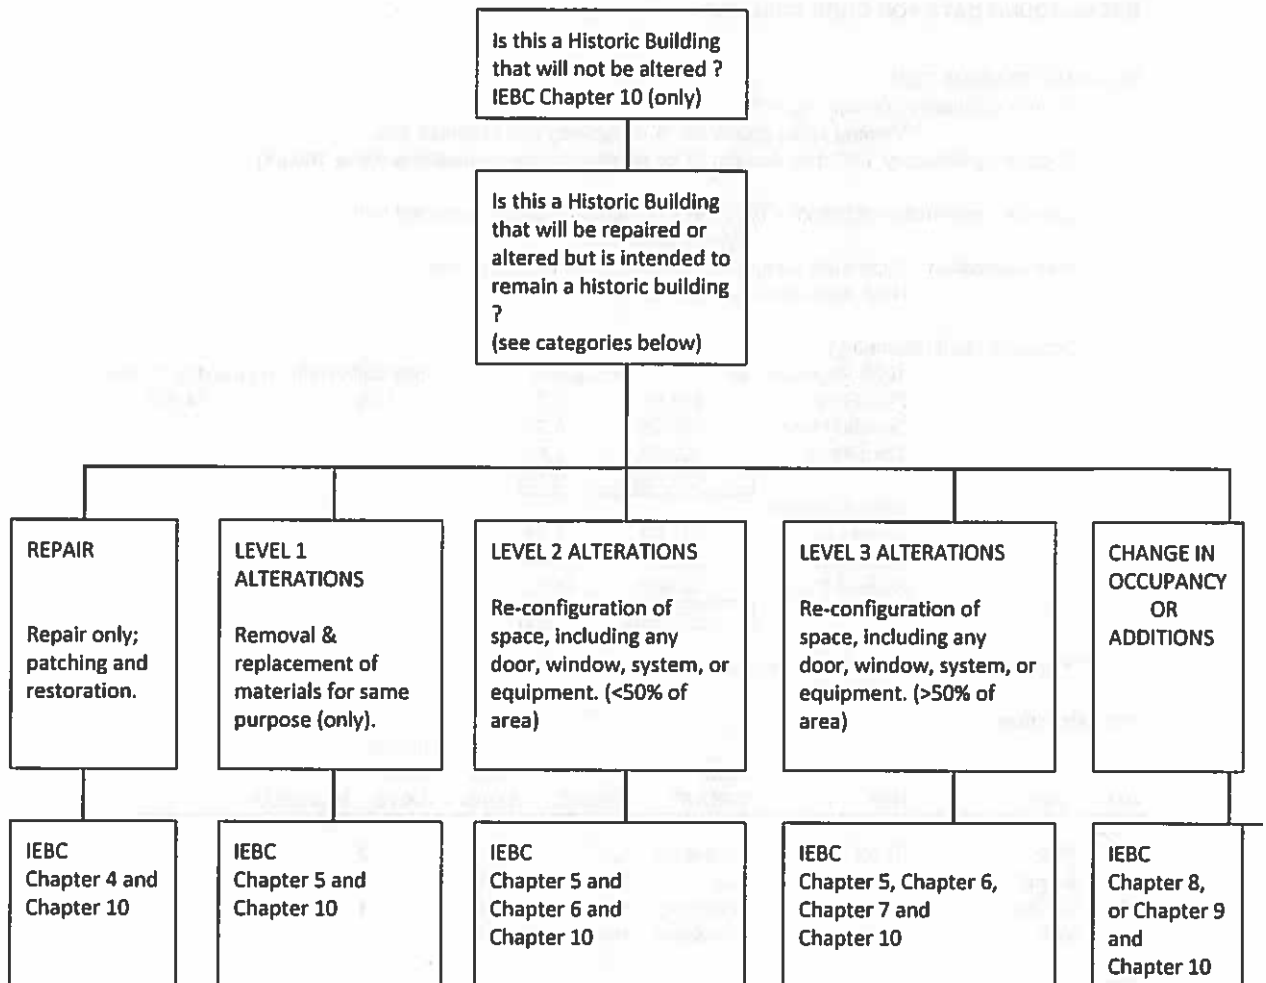 Is this a Historic Building
that will not be altered ?
IEBC Chapter 10 (only)
Is this a Historic Building
that will be repaired or
altered but is intended to
remain a historic building
?
(see categories below)
REPAIR
Repair only;
patching and
restoration.
LEVEL 1
ALTERATIONS
Removal &
replacement of
materials for same
purpose (only).
LEVEL 2 ALTERATIONS
Re-configuration of
space, including any
door, window, system, or
equipment. (<50% of
area)
LEVEL 3 ALTERATIONS
Re-configuration of
space, including any
door, window, system, or
equipment. (>50% of
area)
CHANGE IN
OCCUPANCY
OR
ADDITIONS
IEBC
Chapter 4 and
Chapter 10
IEBC
Chapter 5 and
Chapter 10
IEBC
Chapter 5 and
Chapter 6 and
Chapter 10
IEBC
Chapter 5, Chapter 6,
Chapter 7 and
Chapter 10
IEBC
Chapter 8,
or Chapter 9
and
Chapter 10